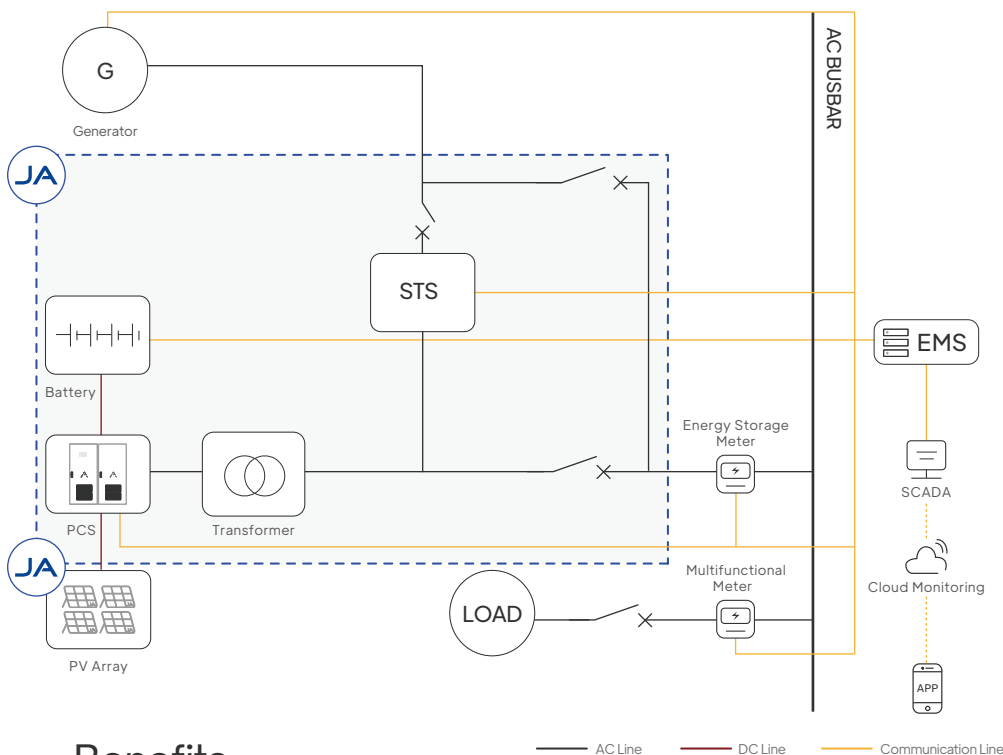 G
Generator
AC BUSBAR
JA
STS
EMS
Battery
Energy Storage
Meter
SCADA
PCS
Transformer
JA
Multifunctional
Meter
Cloud Monitoring
LOAD
PV Array
APP
Benefits
AC Line
DC Line
Communication Line